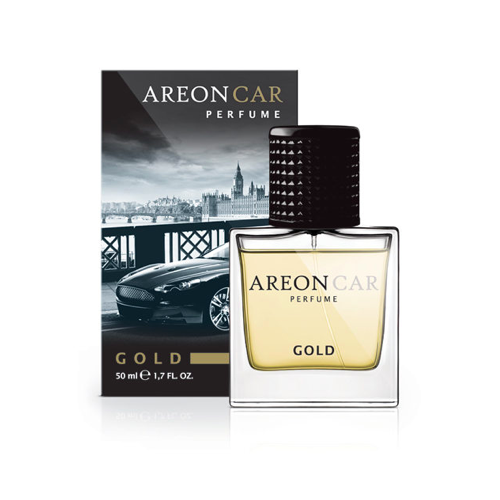 AREON CAR
PERFUME
GOLD
50 ml ℮ 1,7 FL. OZ.
AREON CAR
PERFUME
GOLD